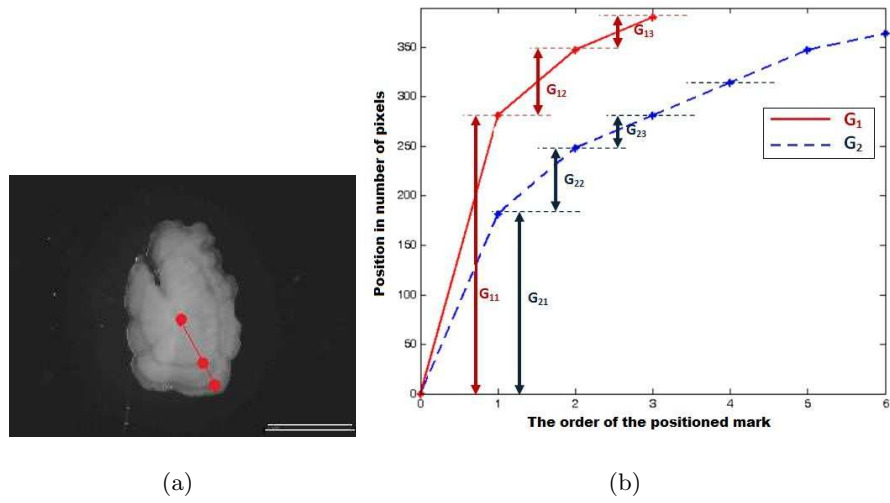 350
300
250
200
150
100
50
0
0 1 2 3 4 5 6
Position in number of pixels
The order of the positioned mark
G13
G12
G11
G23
G22
G21
G1
G2
(a)
(b)